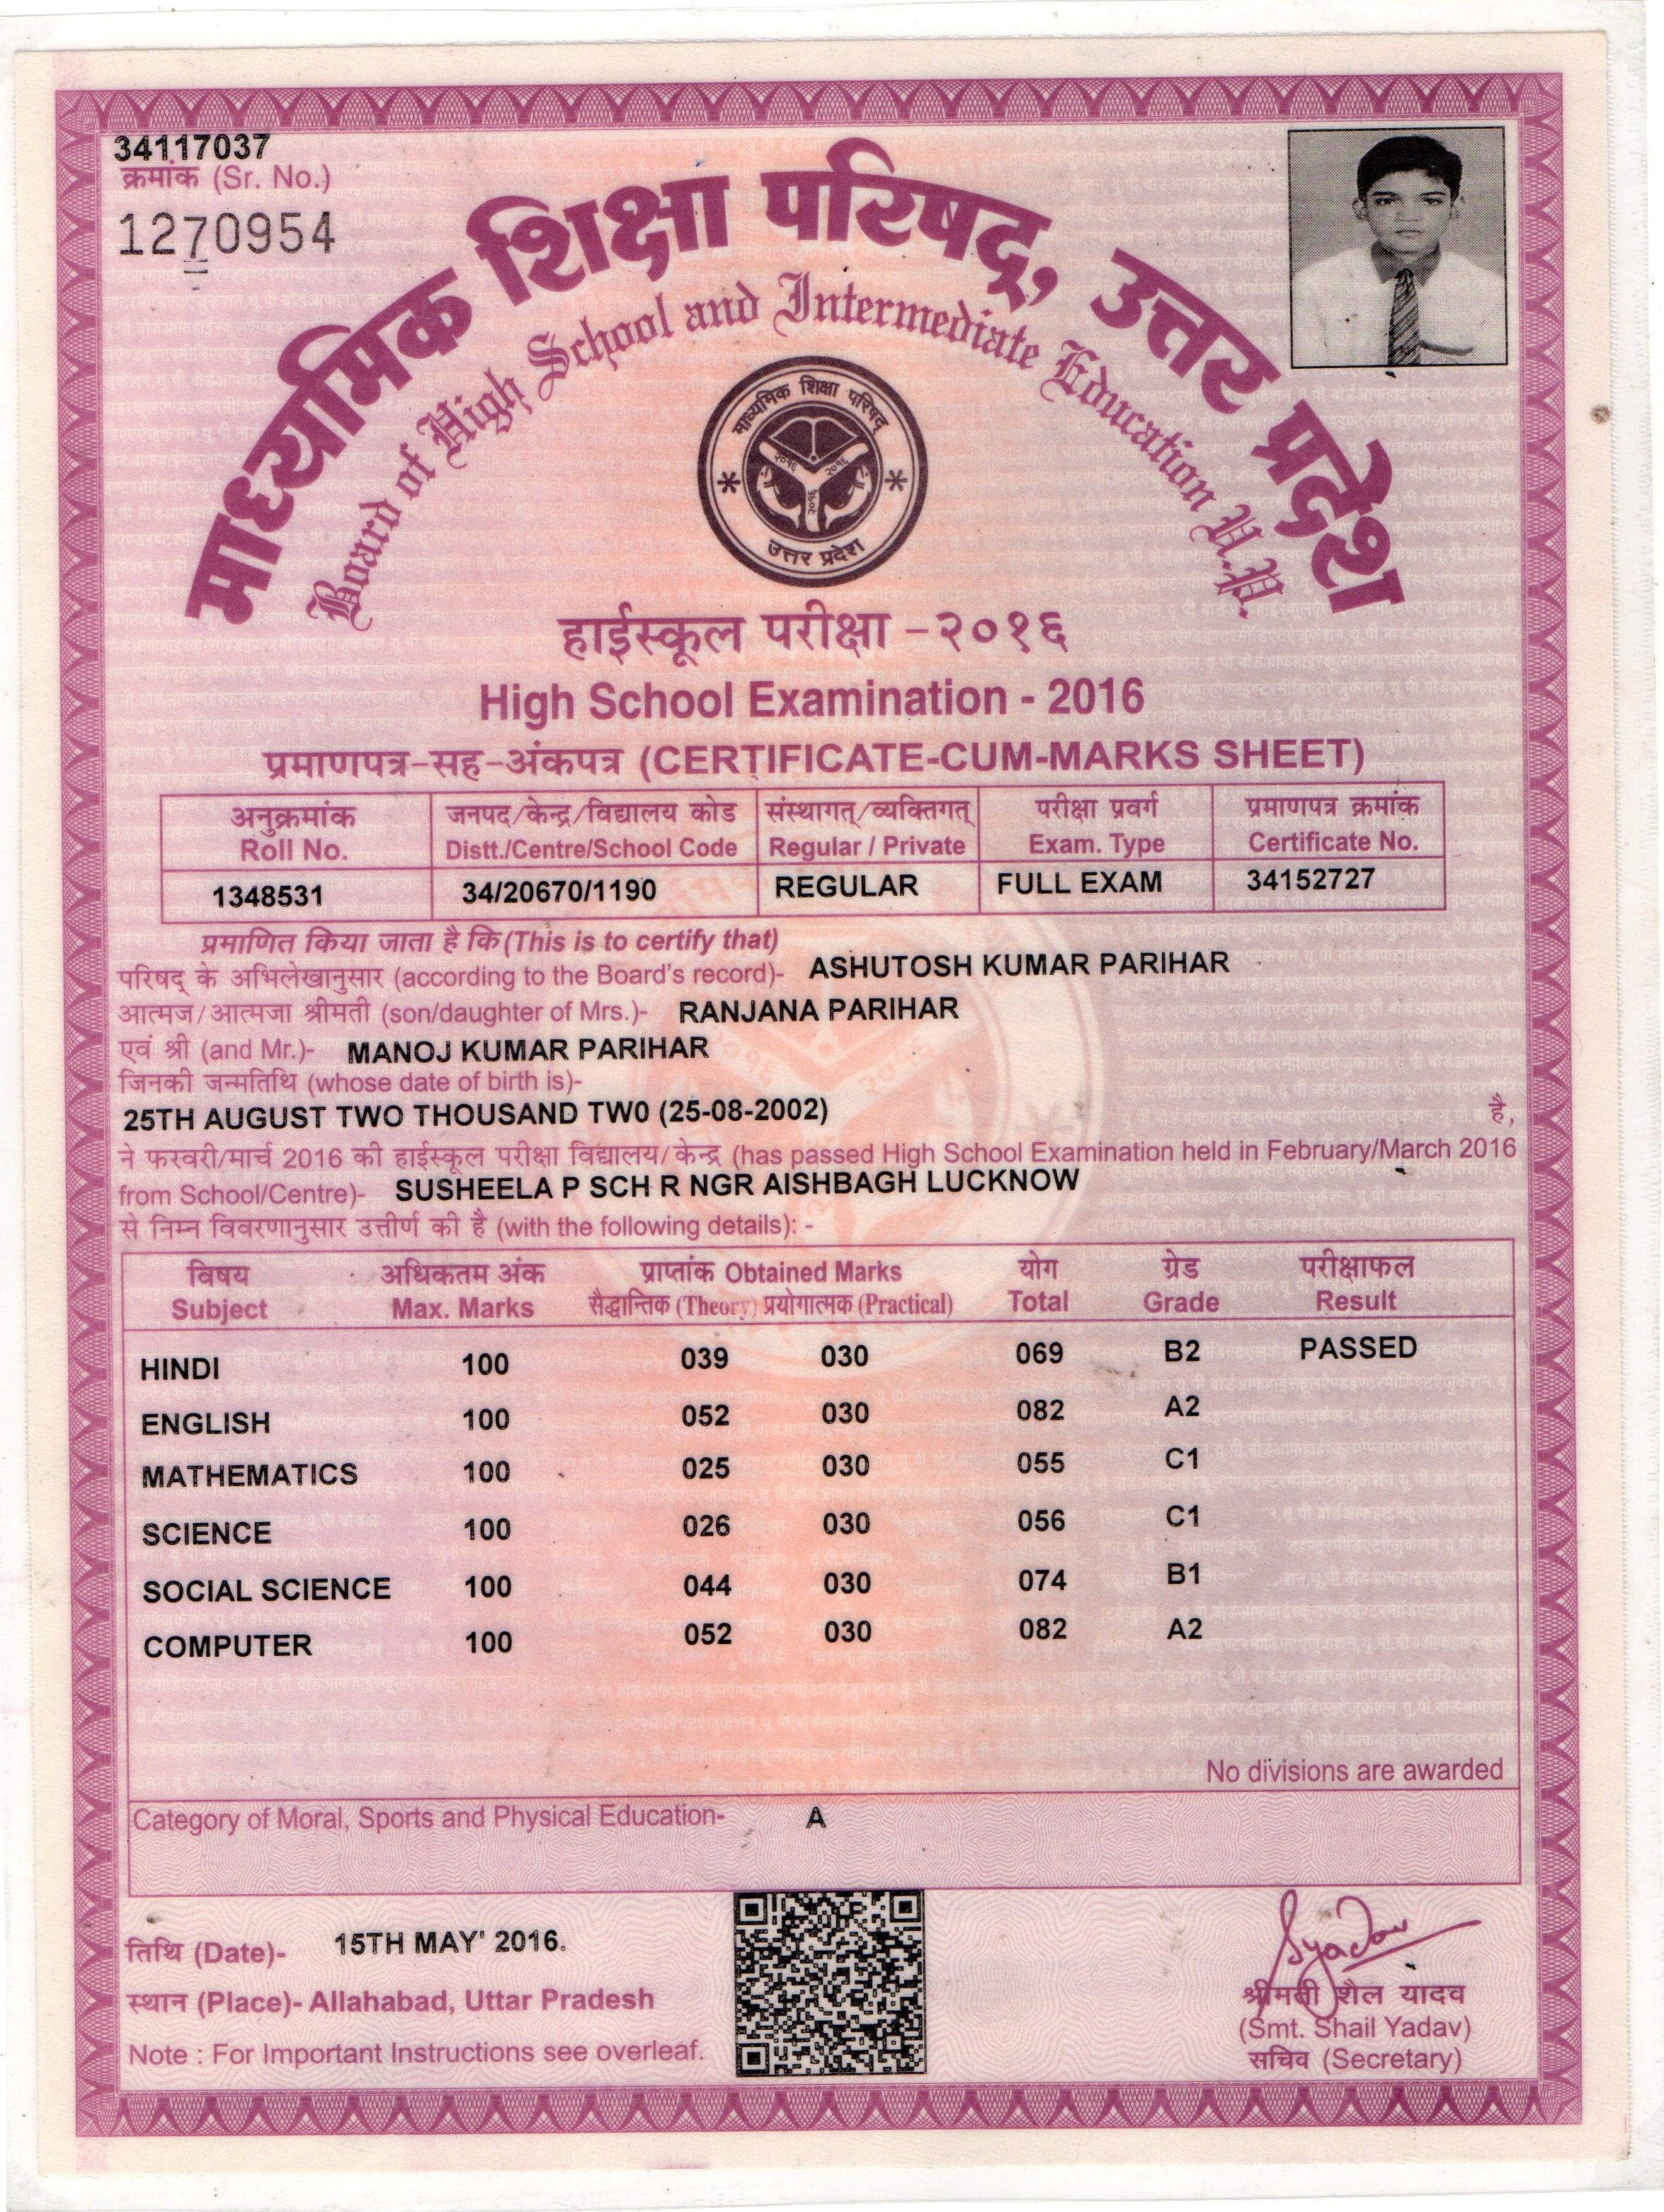 34117037
क्रमांक (Sr. No.)
1270954
माध्यमिक शिक्षा परिषद्, उत्तर प्रदेश
Board of High School and Intermediate Education U.P.
माध्यमिक शिक्षा परिषद्
२०१६ २०१६
२०१६
उत्तर प्रदेश
हाईस्कूल परीक्षा -२०१६
High School Examination - 2016
प्रमाणपत्र-सह-अंकपत्र (CERTIFICATE-CUM-MARKS SHEET)
अनुक्रमांक जनपद/केन्द्र/विद्यालय कोड संस्थागत्/व्यक्तिगत् परीक्षा प्रवर्ग प्रमाणपत्र क्रमांक
Roll No. Distt./Centre/School Code Regular / Private Exam. Type Certificate No.
1348531 34/20670/1190 REGULAR FULL EXAM 34152727
प्रमाणित किया जाता है कि (This is to certify that)
परिषद् के अभिलेखानुसार (according to the Board's record)- ASHUTOSH KUMAR PARIHAR
आत्मज/आत्मजा श्रीमती (son/daughter of Mrs.)- RANJANA PARIHAR
एवं श्री (and Mr.)- MANOJ KUMAR PARIHAR
जिनकी जन्मतिथि (whose date of birth is)-
25TH AUGUST TWO THOUSAND TW0 (25-08-2002) है,
ने फरवरी/मार्च 2016 की हाईस्कूल परीक्षा विद्यालय/केन्द्र (has passed High School Examination held in February/March 2016
from School/Centre)- SUSHEELA P SCH R NGR AISHBAGH LUCKNOW
से निम्न विवरणानुसार उत्तीर्ण की है (with the following details): -
विषय अधिकतम अंक प्राप्तांक Obtained Marks योग ग्रेड परीक्षाफल
Subject Max. Marks सैद्धान्तिक (Theory) प्रयोगात्मक (Practical) Total Grade Result
HINDI 100 039 030 069 B2 PASSED
ENGLISH 100 052 030 082 A2
MATHEMATICS 100 025 030 055 C1
SCIENCE 100 026 030 056 C1
SOCIAL SCIENCE 100 044 030 074 B1
COMPUTER 100 052 030 082 A2
No divisions are awarded
Category of Moral, Sports and Physical Education- A
तिथि (Date)- 15TH MAY' 2016.
स्थान (Place)- Allahabad, Uttar Pradesh
Note : For Important Instructions see overleaf.
Syadav
श्रीमती शैल यादव
(Smt. Shail Yadav)
सचिव (Secretary)